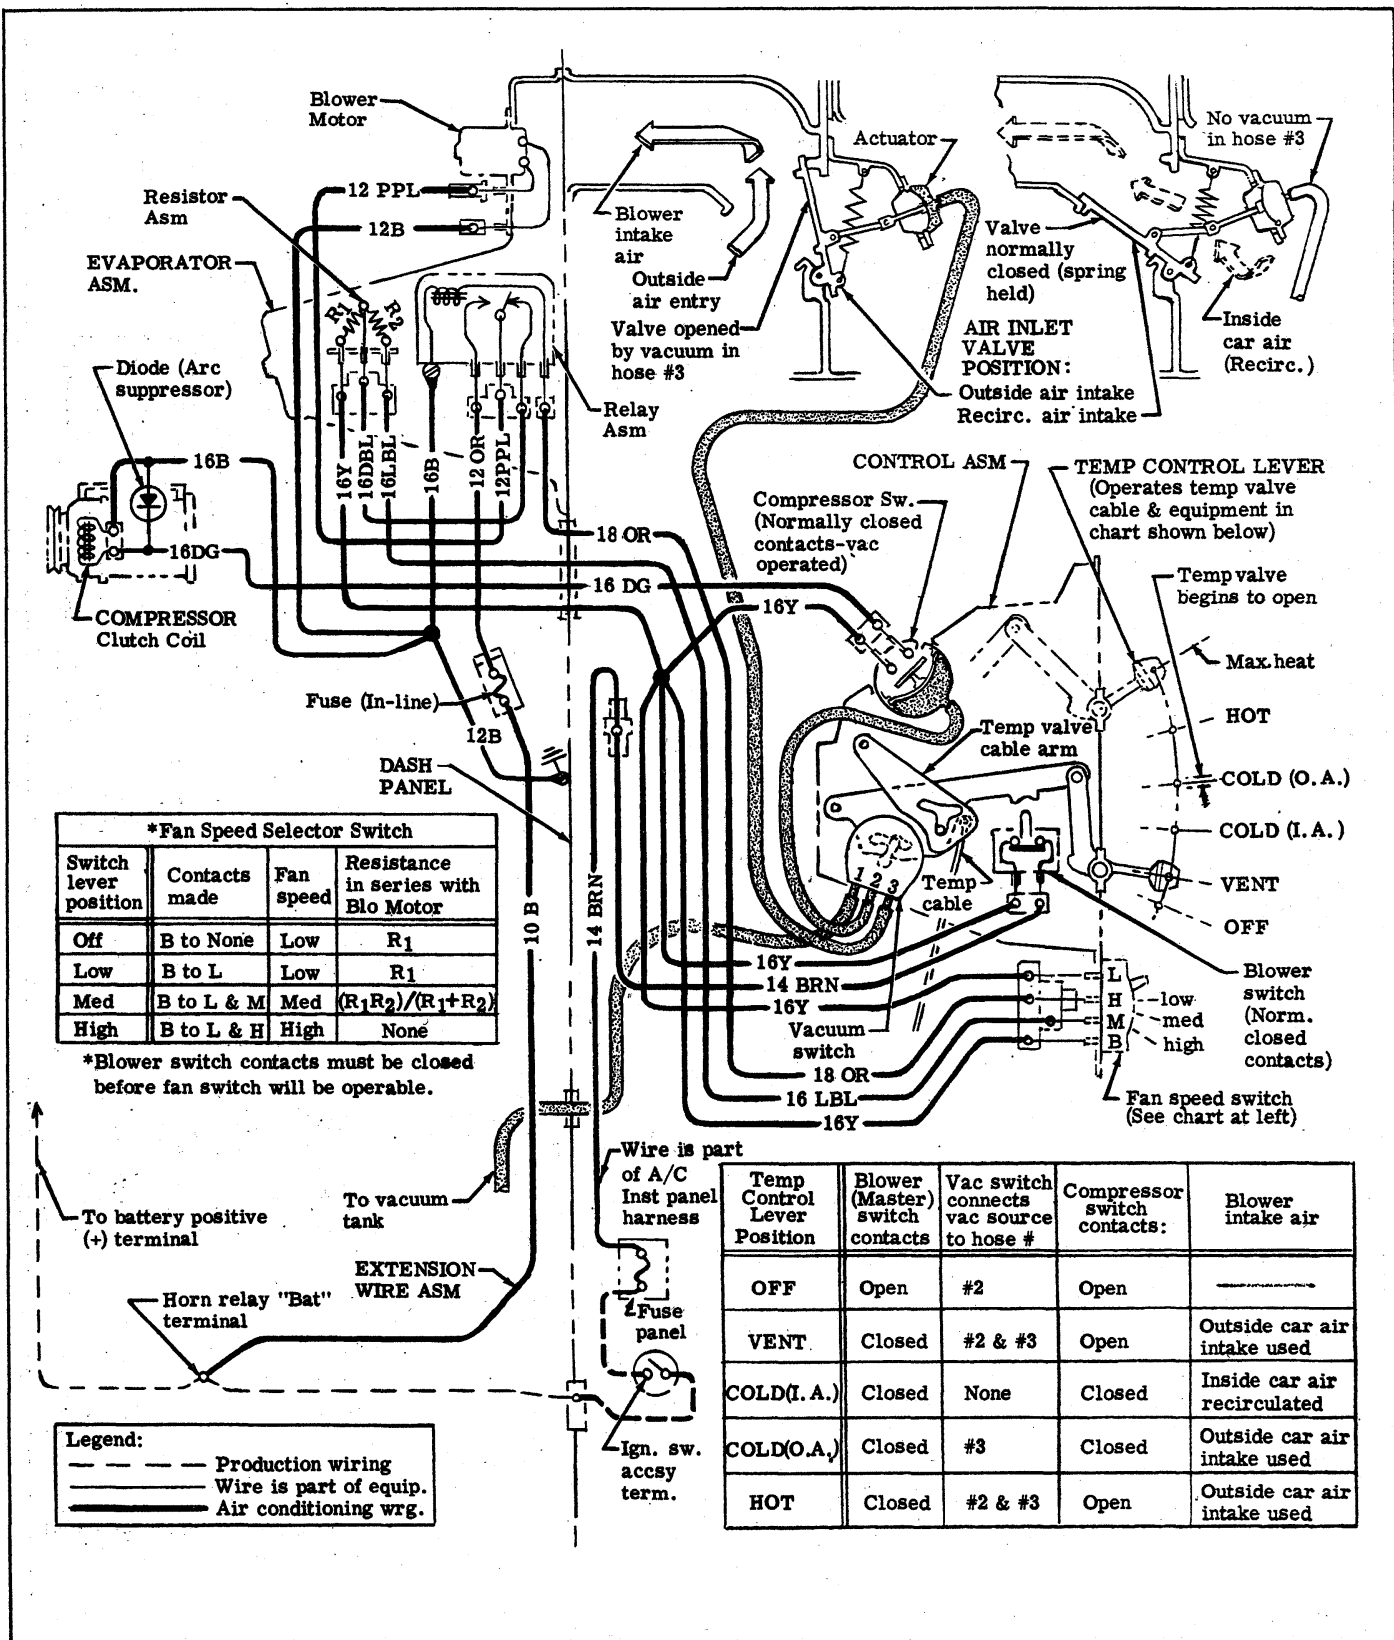 Blower
Motor
12 PPL
12B
Resistor
Asm
EVAPORATOR
ASM.
R1
R2
Diode (Arc
suppressor)
16B
16DG
COMPRESSOR
Clutch Coil
16Y
16DBL
16LBL
16B
12 OR
12PPL
Relay
Asm
Blower
intake
air
Outside
air entry
Valve opened
by vacuum in
hose #3
Actuator
No vacuum
in hose #3
Valve
normally
closed (spring
held)
AIR INLET
VALVE
POSITION:
Outside air intake
Recirc. air intake
Inside
car air
(Recirc.)
CONTROL ASM
TEMP CONTROL LEVER
(Operates temp valve
cable & equipment in
chart shown below)
Compressor Sw.
(Normally closed
contacts-vac
operated)
18 OR
16 DG
16Y
Temp valve
begins to open
Max. heat
HOT
COLD (O.A.)
COLD (I.A.)
VENT
OFF
Temp valve
cable arm
Fuse (In-line)
12B
DASH
PANEL
10 B
14 BRN
1 2 3
Temp
cable
16Y
14 BRN
16Y
Vacuum
switch
18 OR
16 LBL
16Y
L
H
M
B
low
med
high
Blower
switch
(Norm.
closed
contacts)
Fan speed switch
(See chart at left)
*Fan Speed Selector Switch
Switch lever position | Contacts made | Fan speed | Resistance in series with Blo Motor
Off | B to None | Low | R1
Low | B to L | Low | R1
Med | B to L & M | Med | (R1R2)/(R1+R2)
High | B to L & H | High | None
*Blower switch contacts must be closed
before fan switch will be operable.
To battery positive
(+) terminal
To vacuum
tank
EXTENSION
WIRE ASM
Horn relay "Bat"
terminal
Wire is part
of A/C
Inst panel
harness
Fuse
panel
Ign. sw.
accsy
term.
Legend:
Production wiring
Wire is part of equip.
Air conditioning wrg.
Temp Control Lever Position | Blower (Master) switch contacts | Vac switch connects vac source to hose # | Compressor switch contacts: | Blower intake air
OFF | Open | #2 | Open
VENT | Closed | #2 & #3 | Open | Outside car air intake used
COLD(I.A.) | Closed | None | Closed | Inside car air recirculated
COLD(O.A.) | Closed | #3 | Closed | Outside car air intake used
HOT | Closed | #2 & #3 | Open | Outside car air intake used